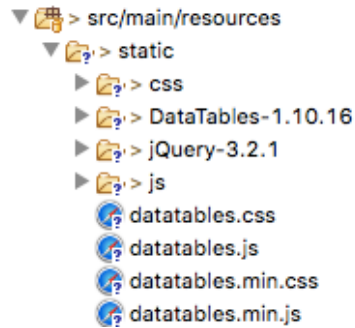 > src/main/resources
> static
> css
> DataTables-1.10.16
> jQuery-3.2.1
> js
datatables.css
datatables.js
datatables.min.css
datatables.min.js